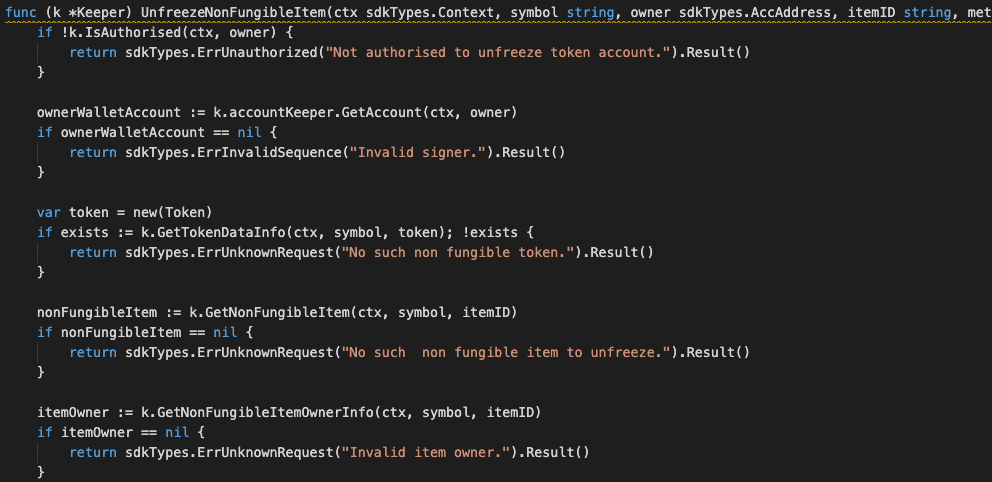 func (k *Keeper) UnfreezeNonFungibleItem(ctx sdkTypes.Context, symbol string, owner sdkTypes.AccAddress, itemID string, met
    if !k.IsAuthorised(ctx, owner) {
        return sdkTypes.ErrUnauthorized("Not authorised to unfreeze token account.").Result()
    }

    ownerWalletAccount := k.accountKeeper.GetAccount(ctx, owner)
    if ownerWalletAccount == nil {
        return sdkTypes.ErrInvalidSequence("Invalid signer.").Result()
    }

    var token = new(Token)
    if exists := k.GetTokenDataInfo(ctx, symbol, token); !exists {
        return sdkTypes.ErrUnknownRequest("No such non fungible token.").Result()
    }

    nonFungibleItem := k.GetNonFungibleItem(ctx, symbol, itemID)
    if nonFungibleItem == nil {
        return sdkTypes.ErrUnknownRequest("No such  non fungible item to unfreeze.").Result()
    }

    itemOwner := k.GetNonFungibleItemOwnerInfo(ctx, symbol, itemID)
    if itemOwner == nil {
        return sdkTypes.ErrUnknownRequest("Invalid item owner.").Result()
    }